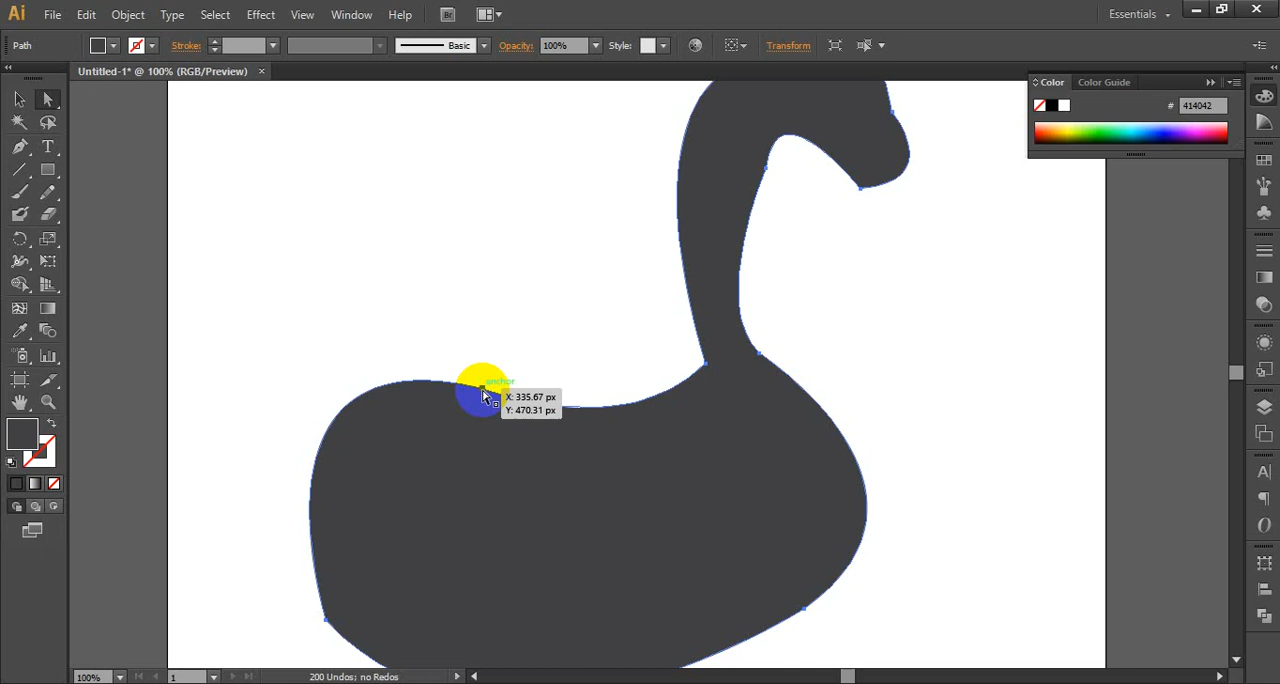 Ai File Edit Object Type Select Effect View Window Help Br Essentials
Path Stroke: Basic Opacity: 100% Style: Transform
Untitled-1* @ 100% (RGB/Preview) ×
Color Color Guide
# 414042
anchor
X: 335.67 px
Y: 470.31 px
100% 1 200 Undos; no Redos